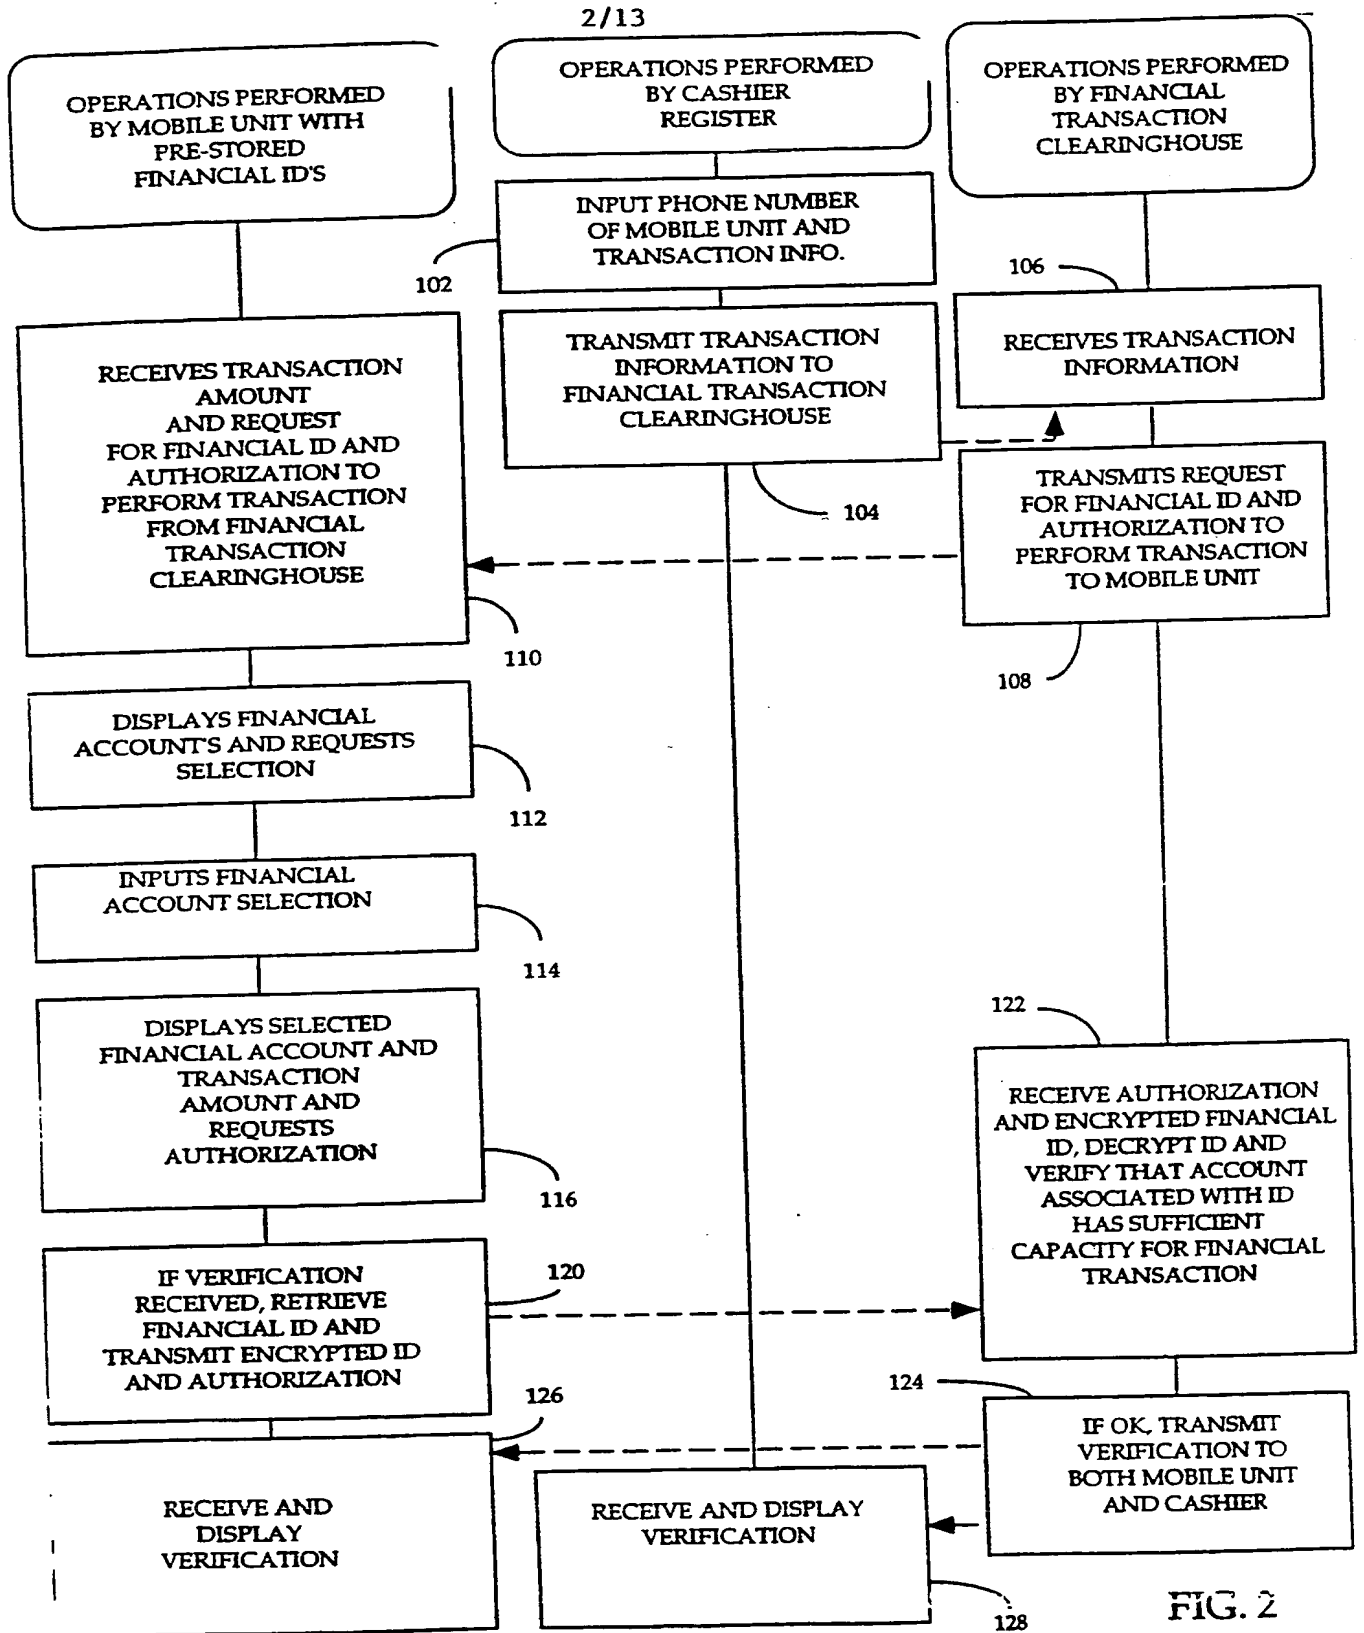 2/13
OPERATIONS PERFORMED
BY MOBILE UNIT WITH
PRE-STORED
FINANCIAL ID'S
OPERATIONS PERFORMED
BY CASHIER
REGISTER
OPERATIONS PERFORMED
BY FINANCIAL
TRANSACTION
CLEARINGHOUSE
INPUT PHONE NUMBER
OF MOBILE UNIT AND
TRANSACTION INFO.
102
106
RECEIVES TRANSACTION
AMOUNT
AND REQUEST
FOR FINANCIAL ID AND
AUTHORIZATION TO
PERFORM TRANSACTION
FROM FINANCIAL
TRANSACTION
CLEARINGHOUSE
TRANSMIT TRANSACTION
INFORMATION TO
FINANCIAL TRANSACTION
CLEARINGHOUSE
RECEIVES TRANSACTION
INFORMATION
104
TRANSMITS REQUEST
FOR FINANCIAL ID AND
AUTHORIZATION TO
PERFORM TRANSACTION
TO MOBILE UNIT
110
108
DISPLAYS FINANCIAL
ACCOUNT'S AND REQUESTS
SELECTION
112
INPUTS FINANCIAL
ACCOUNT SELECTION
114
DISPLAYS SELECTED
FINANCIAL ACCOUNT AND
TRANSACTION
AMOUNT AND
REQUESTS
AUTHORIZATION
116
122
RECEIVE AUTHORIZATION
AND ENCRYPTED FINANCIAL
ID, DECRYPT ID AND
VERIFY THAT ACCOUNT
ASSOCIATED WITH ID
HAS SUFFICIENT
CAPACITY FOR FINANCIAL
TRANSACTION
IF VERIFICATION
RECEIVED, RETRIEVE
FINANCIAL ID AND
TRANSMIT ENCRYPTED ID
AND AUTHORIZATION
120
126
124
IF OK, TRANSMIT
VERIFICATION TO
BOTH MOBILE UNIT
AND CASHIER
RECEIVE AND
DISPLAY
VERIFICATION
RECEIVE AND DISPLAY
VERIFICATION
128
FIG. 2